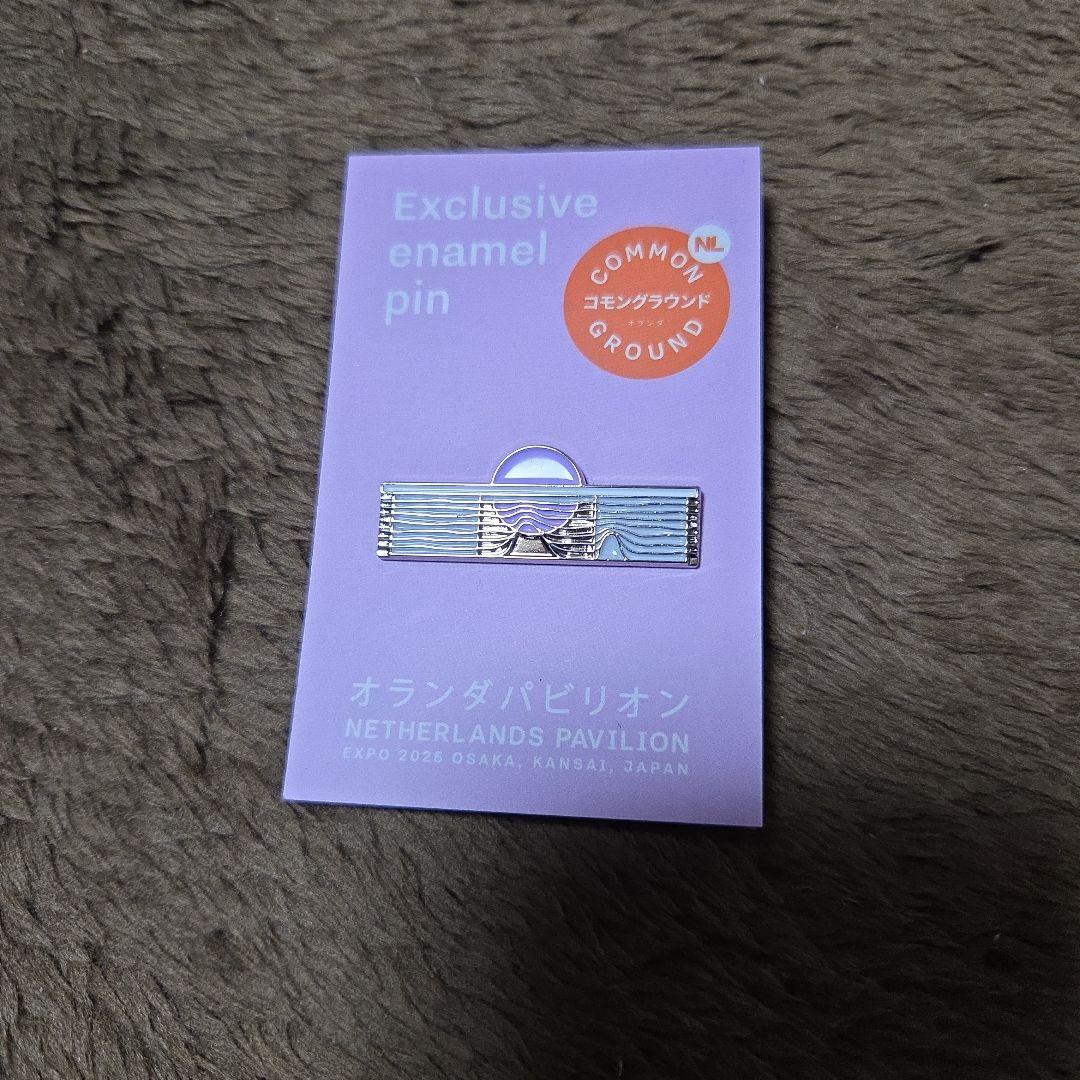 Exclusive
enamel
pin
NL
COMMON
コモングラウンド
オランダ
GROUND
オランダパビリオン
NETHERLANDS PAVILION
EXPO 2025 OSAKA, KANSAI, JAPAN